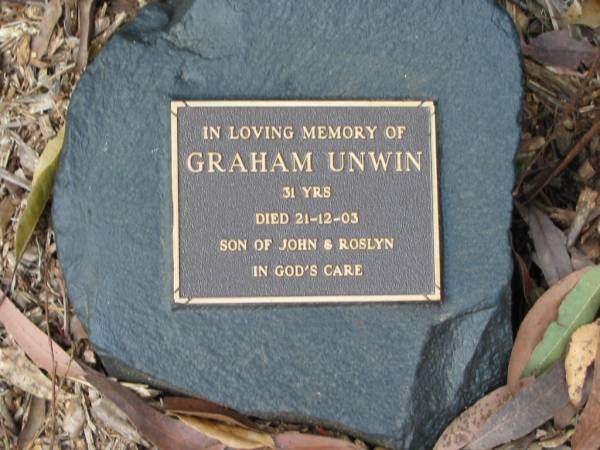 IN LOVING MEMORY OF
GRAHAM UNWIN
31 YRS
DIED 21-12-03
SON OF JOHN & ROSLYN
IN GOD'S CARE